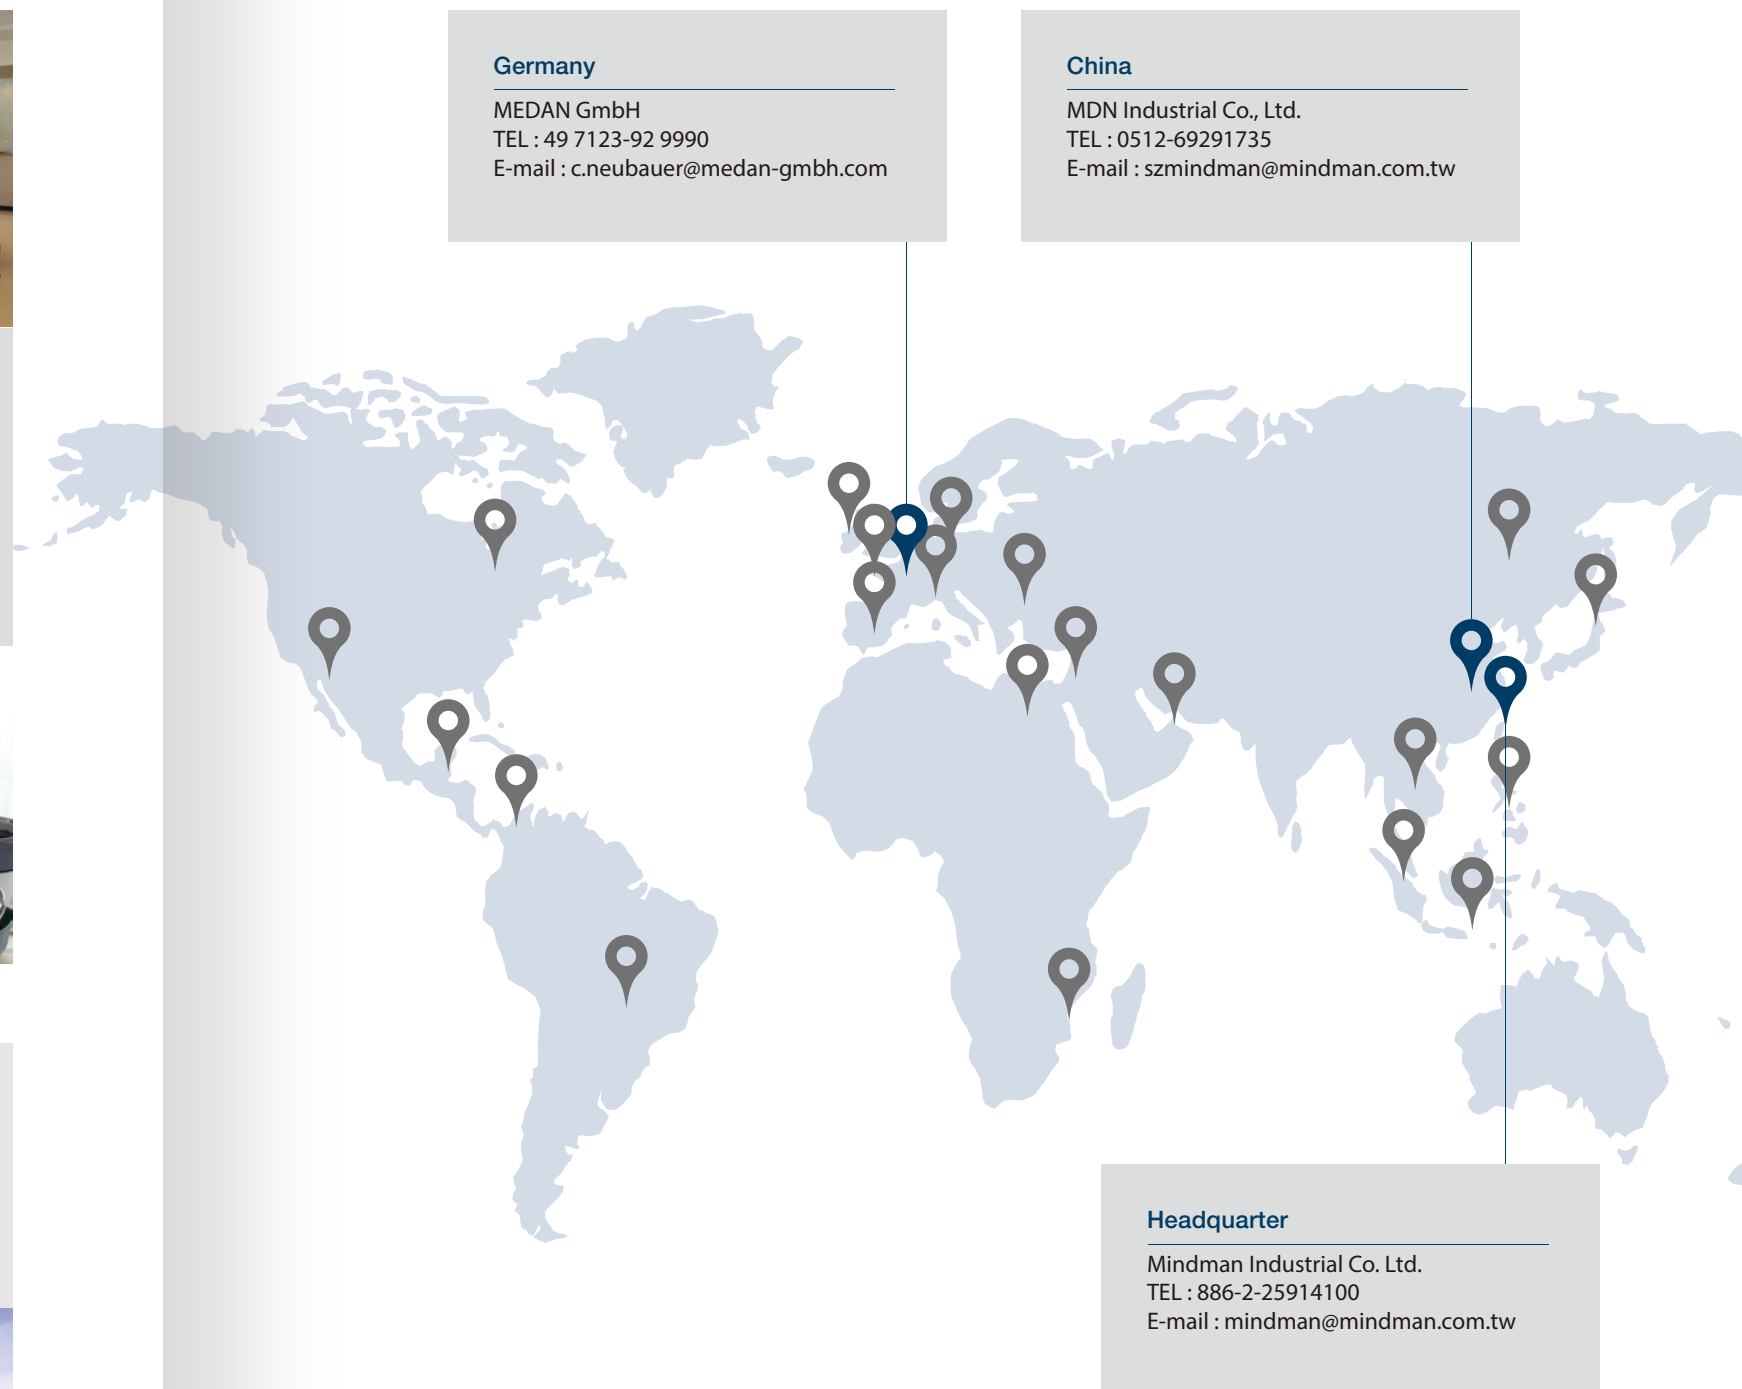 Germany
MEDAN GmbH
TEL : 49 7123-92 9990
E-mail : c.neubauer@medan-gmbh.com
China
MDN Industrial Co., Ltd.
TEL : 0512-69291735
E-mail : szmindman@mindman.com.tw
Headquarter
Mindman Industrial Co. Ltd.
TEL : 886-2-25914100
E-mail : mindman@mindman.com.tw